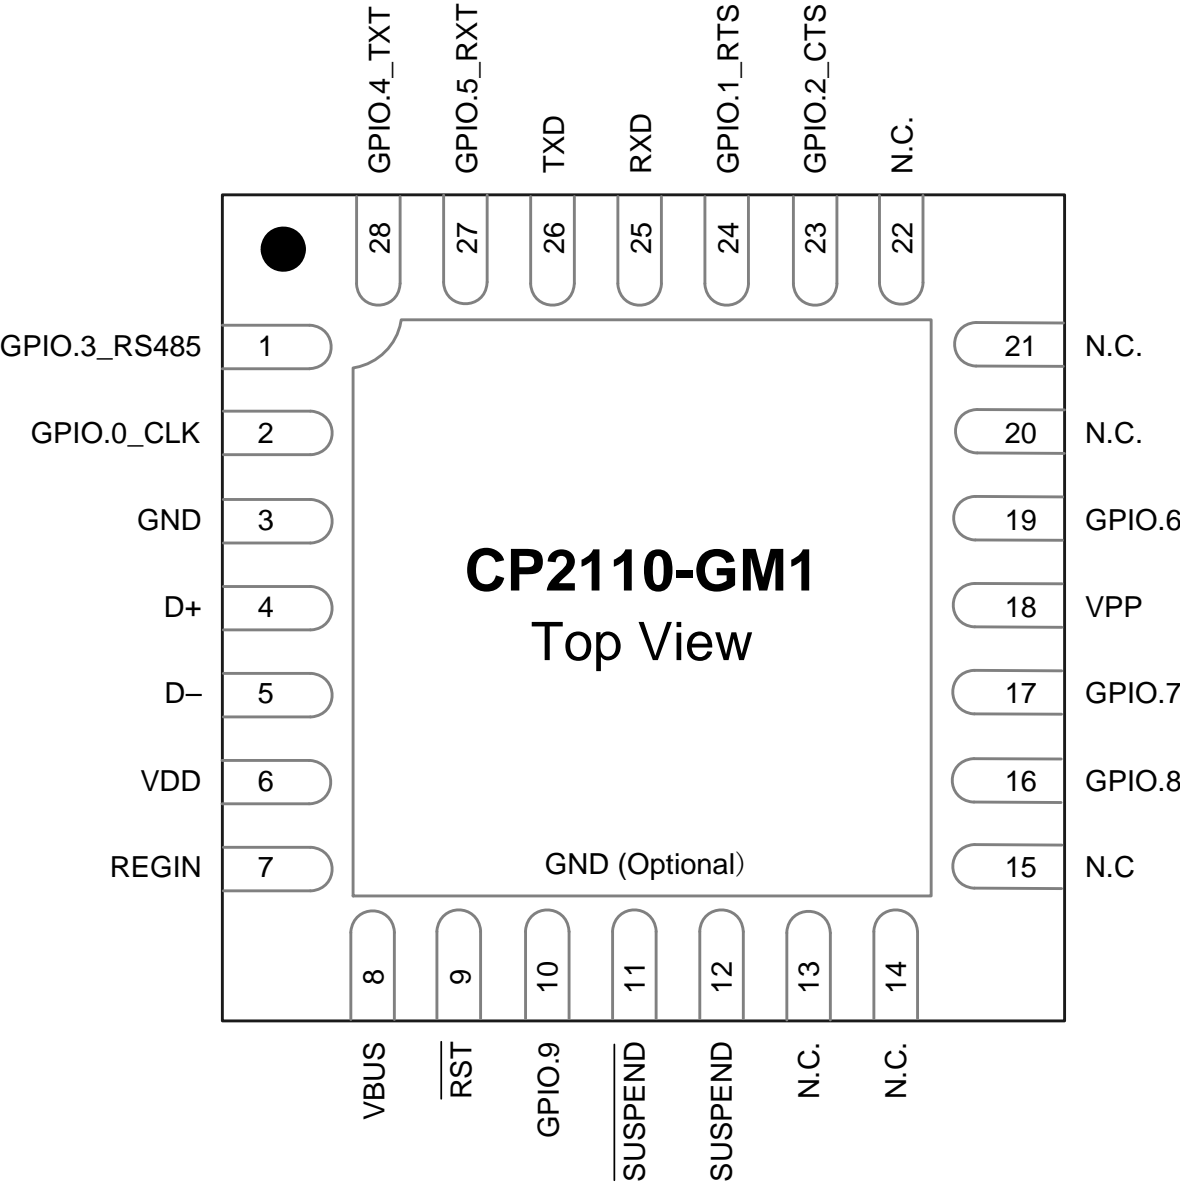 GPIO.4_TXT
GPIO.5_RXT
TXD
RXD
GPIO.1_RTS
GPIO.2_CTS
N.C.
28
27
26
25
24
23
22
GPIO.3_RS485 1
GPIO.0_CLK 2
GND 3
D+ 4
D– 5
VDD 6
REGIN 7
21 N.C.
20 N.C.
19 GPIO.6
18 VPP
17 GPIO.7
16 GPIO.8
15 N.C
CP2110-GM1
Top View
GND (Optional)
8
9
10
11
12
13
14
VBUS
R̅S̅T̅
GPIO.9
S̅U̅S̅P̅E̅N̅D̅
SUSPEND
N.C.
N.C.